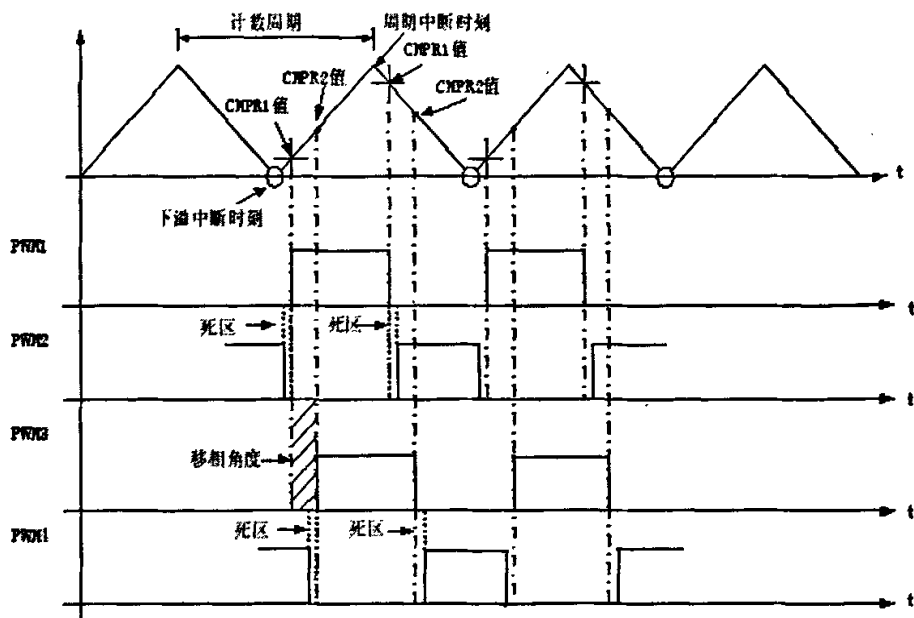 计数周期
周期中断时刻
CMPR1值
CMPR2值
CMPR2值
CMPR1值
t
下溢中断时刻
PWM1
t
死区
死区
PWM2
t
PWM3
移相角度
t
死区
死区
PWM1
t